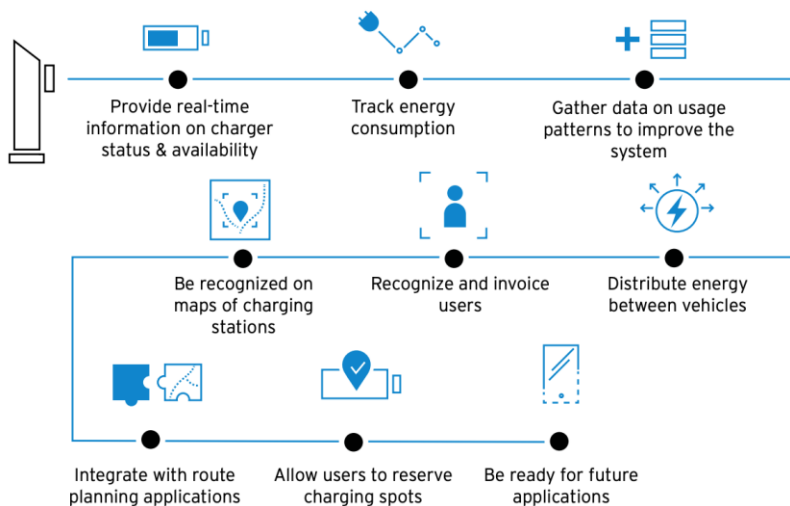 Provide real-time
information on charger
status & availability
Track energy
consumption
Gather data on usage
patterns to improve the
system
Be recognized on
maps of charging
stations
Recognize and invoice
users
Distribute energy
between vehicles
Integrate with route
planning applications
Allow users to reserve
charging spots
Be ready for future
applications